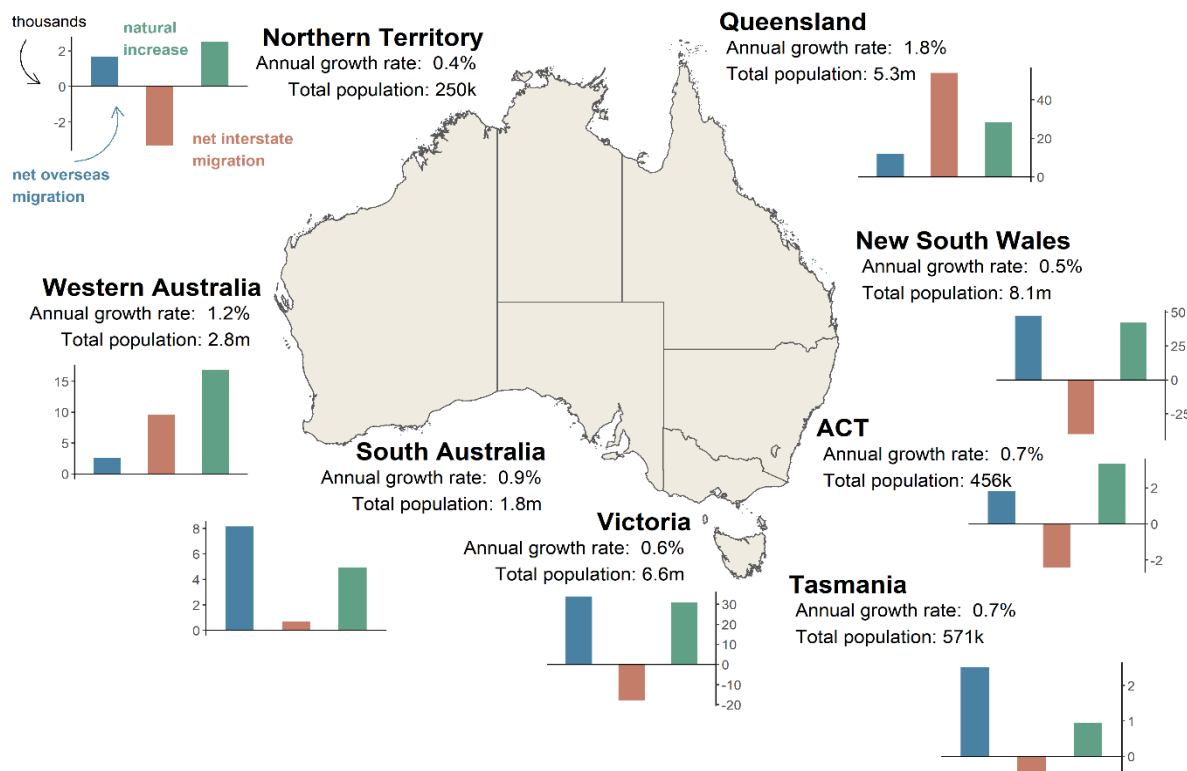 thousands
natural
increase
2
0
-2
net overseas
migration
net interstate
migration
Northern Territory
Annual growth rate: 0.4%
Total population: 250k
Queensland
Annual growth rate: 1.8%
Total population: 5.3m
40
20
0
New South Wales
Annual growth rate: 0.5%
Total population: 8.1m
50
25
0
-25
Western Australia
Annual growth rate: 1.2%
Total population: 2.8m
15
10
5
0
South Australia
Annual growth rate: 0.9%
Total population: 1.8m
8
6
4
2
0
ACT
Annual growth rate: 0.7%
Total population: 456k
2
0
-2
Victoria
Annual growth rate: 0.6%
Total population: 6.6m
30
20
10
0
-10
-20
Tasmania
Annual growth rate: 0.7%
Total population: 571k
2
1
0